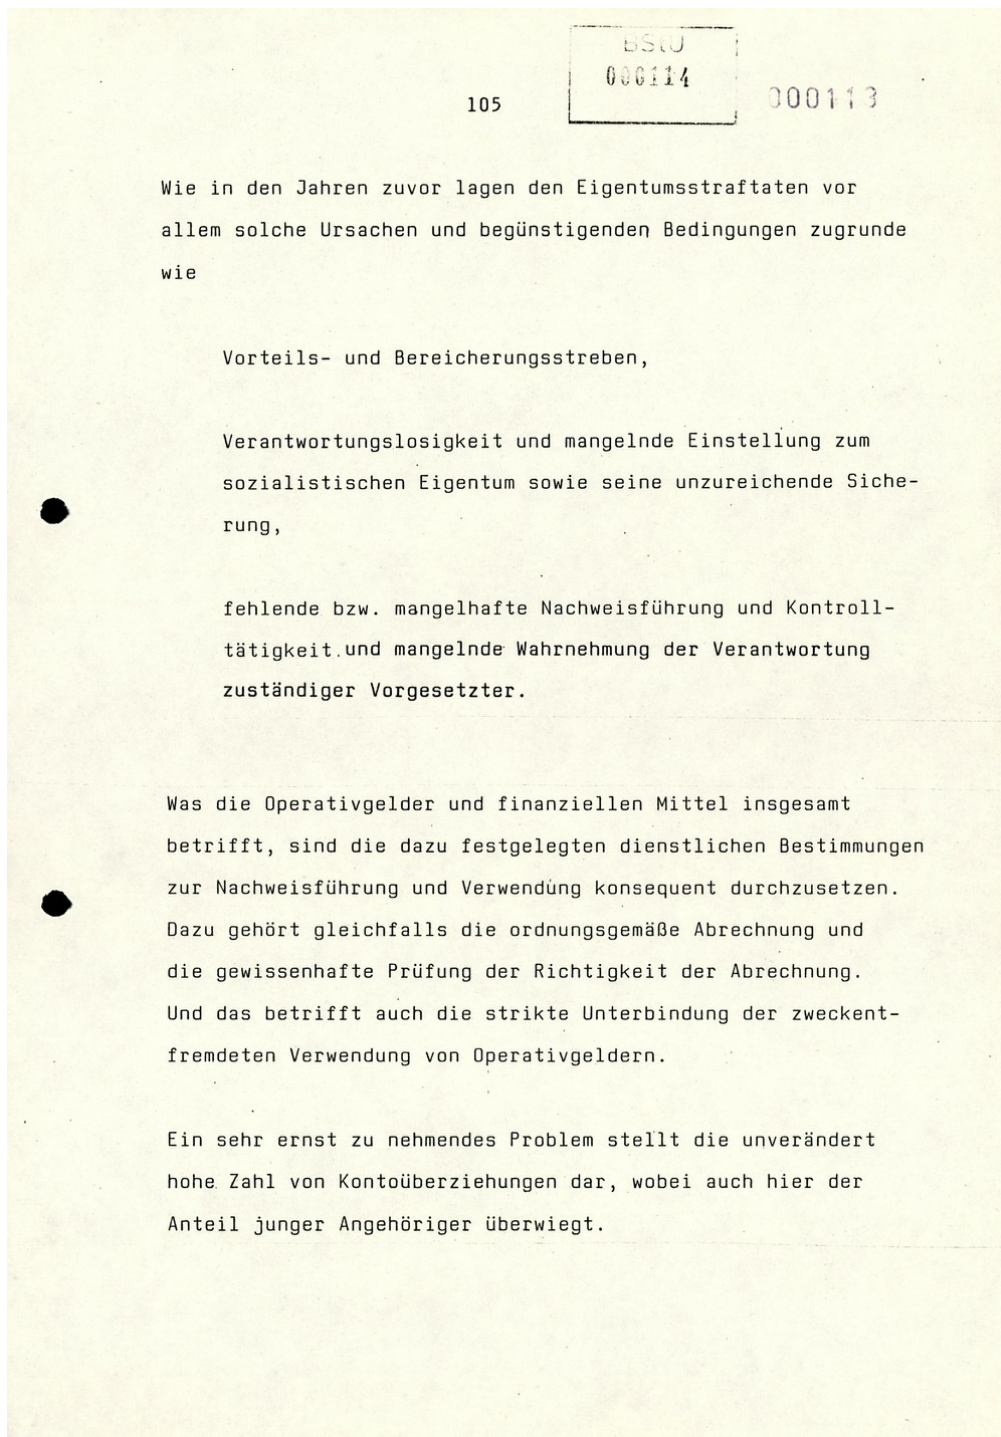 BStU
000114
000113
105
Wie in den Jahren zuvor lagen den Eigentumsstraftaten vor
allem solche Ursachen und begünstigenden Bedingungen zugrunde
wie
Vorteils- und Bereicherungsstreben,
Verantwortungslosigkeit und mangelnde Einstellung zum
sozialistischen Eigentum sowie seine unzureichende Siche-
rung,
fehlende bzw. mangelhafte Nachweisführung und Kontroll-
tätigkeit und mangelnde Wahrnehmung der Verantwortung
zuständiger Vorgesetzter.
Was die Operativgelder und finanziellen Mittel insgesamt
betrifft, sind die dazu festgelegten dienstlichen Bestimmungen
zur Nachweisführung und Verwendung konsequent durchzusetzen.
Dazu gehört gleichfalls die ordnungsgemäße Abrechnung und
die gewissenhafte Prüfung der Richtigkeit der Abrechnung.
Und das betrifft auch die strikte Unterbindung der zweckent-
fremdeten Verwendung von Operativgeldern.
Ein sehr ernst zu nehmendes Problem stellt die unverändert
hohe Zahl von Kontoüberziehungen dar, wobei auch hier der
Anteil junger Angehöriger überwiegt.